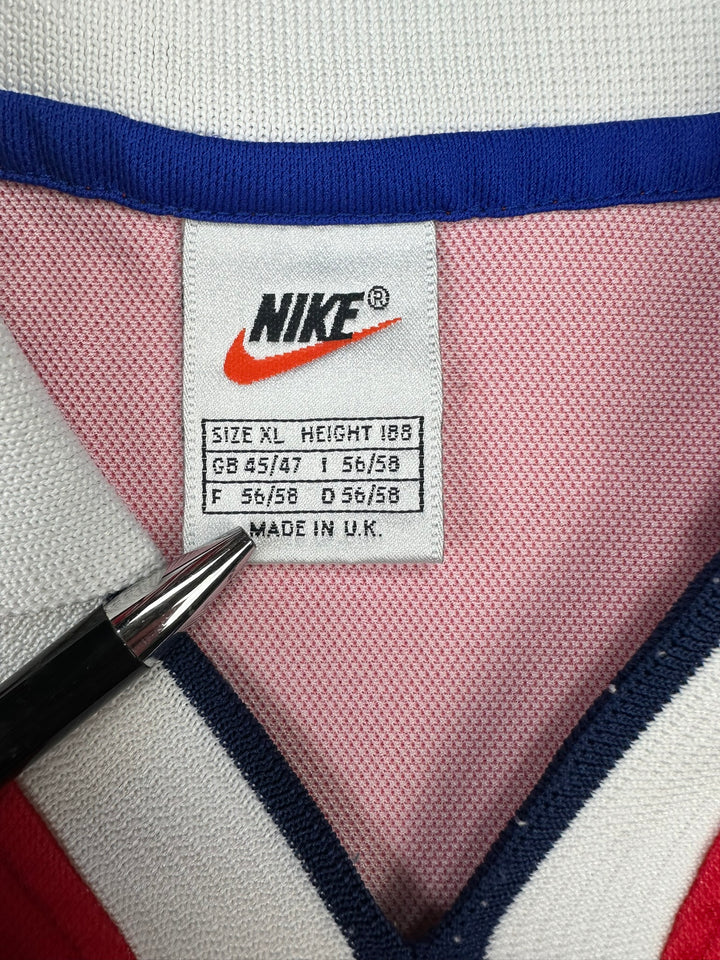 NIKE®
SIZE XL HEIGHT 188
GB 45/47 I 56/58
F 56/58 D 56/58
MADE IN U.K.